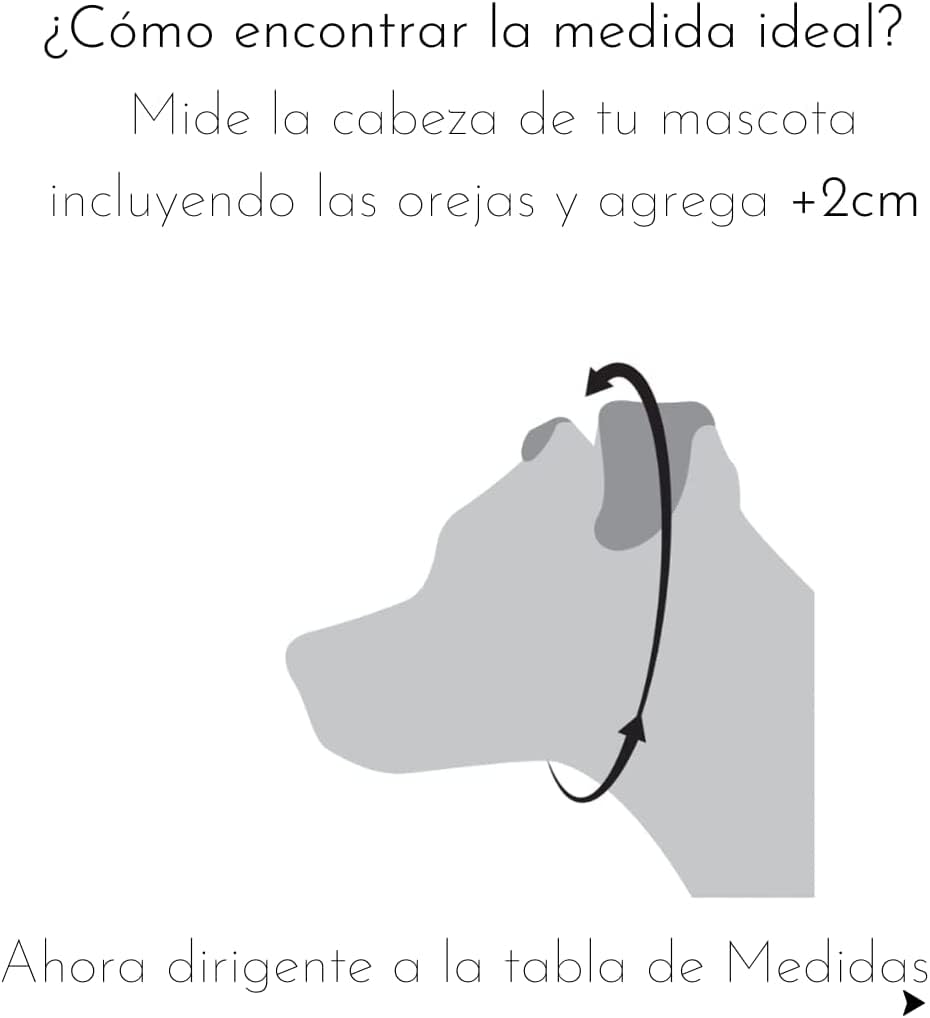 ¿Cómo encontrar la medida ideal?
Mide la cabeza de tu mascota
incluyendo las orejas y agrega +2cm
Ahora dirigente a la tabla de Medidas